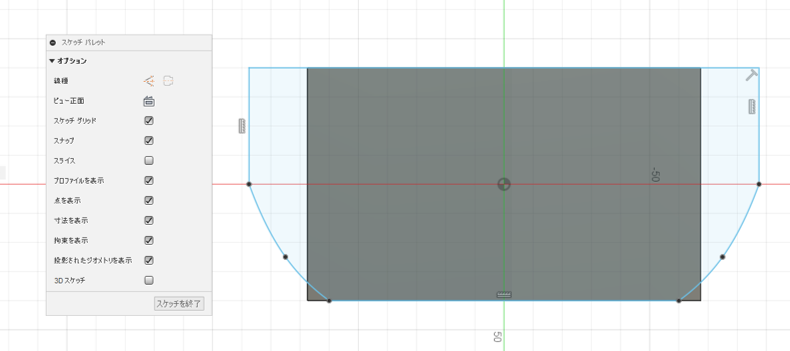 スケッチ パレット
オプション
線種
ビュー正面
スケッチ グリッド
スナップ
スライス
プロファイルを表示
点を表示
寸法を表示
拘束を表示
投影されたジオメトリを表示
3D スケッチ
スケッチを終了
-50
50